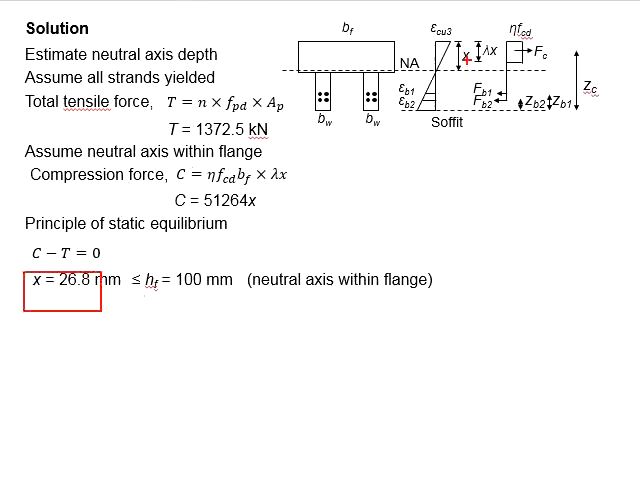 Solution
Estimate neutral axis depth
Assume all strands yielded
Total tensile force, T = n × f_pd × A_p
T = 1372.5 kN
Assume neutral axis within flange
Compression force, C = ηf_cd b_f × λx
C = 51264x
Principle of static equilibrium
C − T = 0
x = 26.8 mm ≤ h_f = 100 mm (neutral axis within flange)
b_f
ε_cu3
ηf_cd
x
λx
F_c
NA
ε_b1
ε_b2
F_b1
F_b2
z_b2
z_b1
z_c
b_w
b_w
Soffit